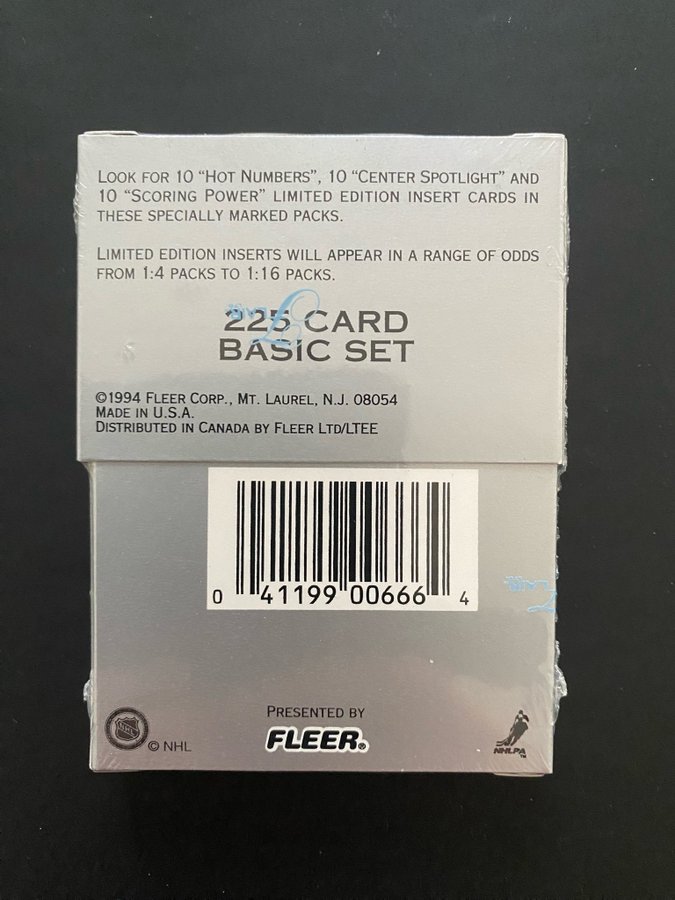 LOOK FOR 10 "HOT NUMBERS", 10 "CENTER SPOTLIGHT" AND
10 "SCORING POWER" LIMITED EDITION INSERT CARDS IN
THESE SPECIALLY MARKED PACKS.
LIMITED EDITION INSERTS WILL APPEAR IN A RANGE OF ODDS
FROM 1:4 PACKS TO 1:16 PACKS.
225 CARD
BASIC SET
©1994 FLEER CORP., MT. LAUREL, N.J. 08054
MADE IN U.S.A.
DISTRIBUTED IN CANADA BY FLEER LTD/LTEE
0 41199 00666 4
PRESENTED BY
FLEER®
NHL
© NHL
NHLPA™